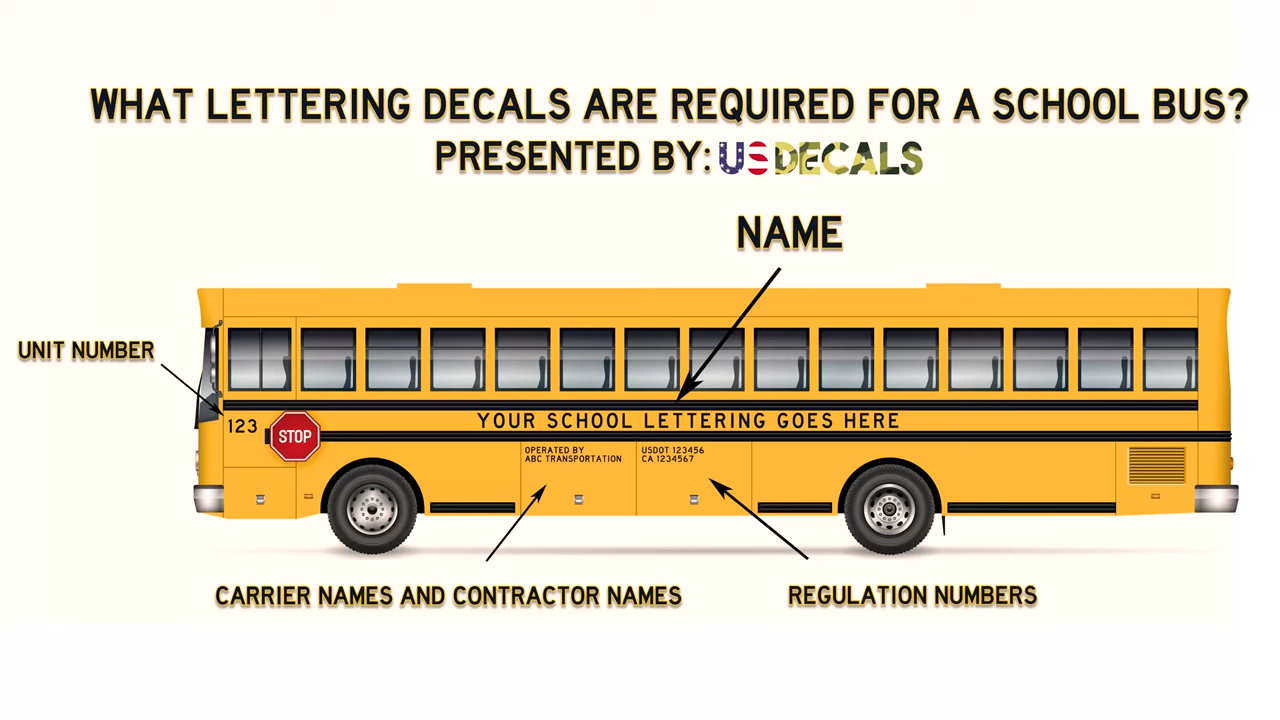 WHAT LETTERING DECALS ARE REQUIRED FOR A SCHOOL BUS?
PRESENTED BY: USDECALS
NAME
UNIT NUMBER
123
STOP
YOUR SCHOOL LETTERING GOES HERE
OPERATED BY
ABC TRANSPORTATION
USDOT 123456
CA 1234567
CARRIER NAMES AND CONTRACTOR NAMES
REGULATION NUMBERS